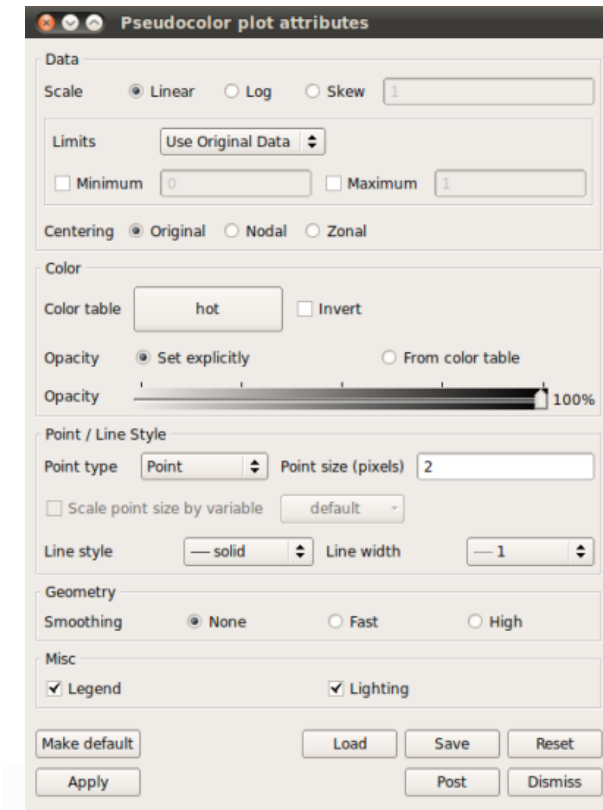 Pseudocolor plot attributes
Data
Scale Linear Log Skew 1
Limits Use Original Data
Minimum 0 Maximum 1
Centering Original Nodal Zonal
Color
Color table hot Invert
Opacity Set explicitly From color table
Opacity 100%
Point / Line Style
Point type Point Point size (pixels) 2
Scale point size by variable default
Line style solid Line width 1
Geometry
Smoothing None Fast High
Misc
Legend Lighting
Make default Load Save Reset
Apply Post Dismiss